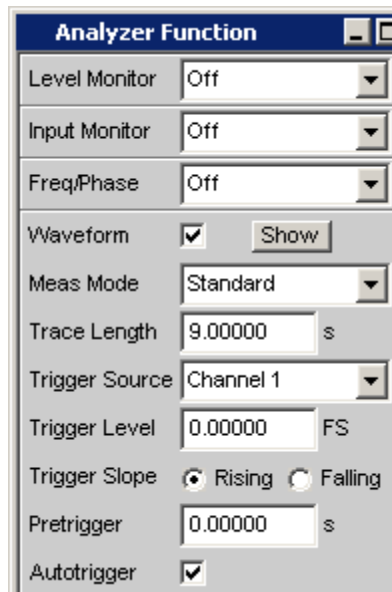 Analyzer Function
Level Monitor Off
Input Monitor Off
Freq/Phase Off
Waveform Show
Meas Mode Standard
Trace Length 9.00000 s
Trigger Source Channel 1
Trigger Level 0.00000 FS
Trigger Slope Rising Falling
Pretrigger 0.00000 s
Autotrigger